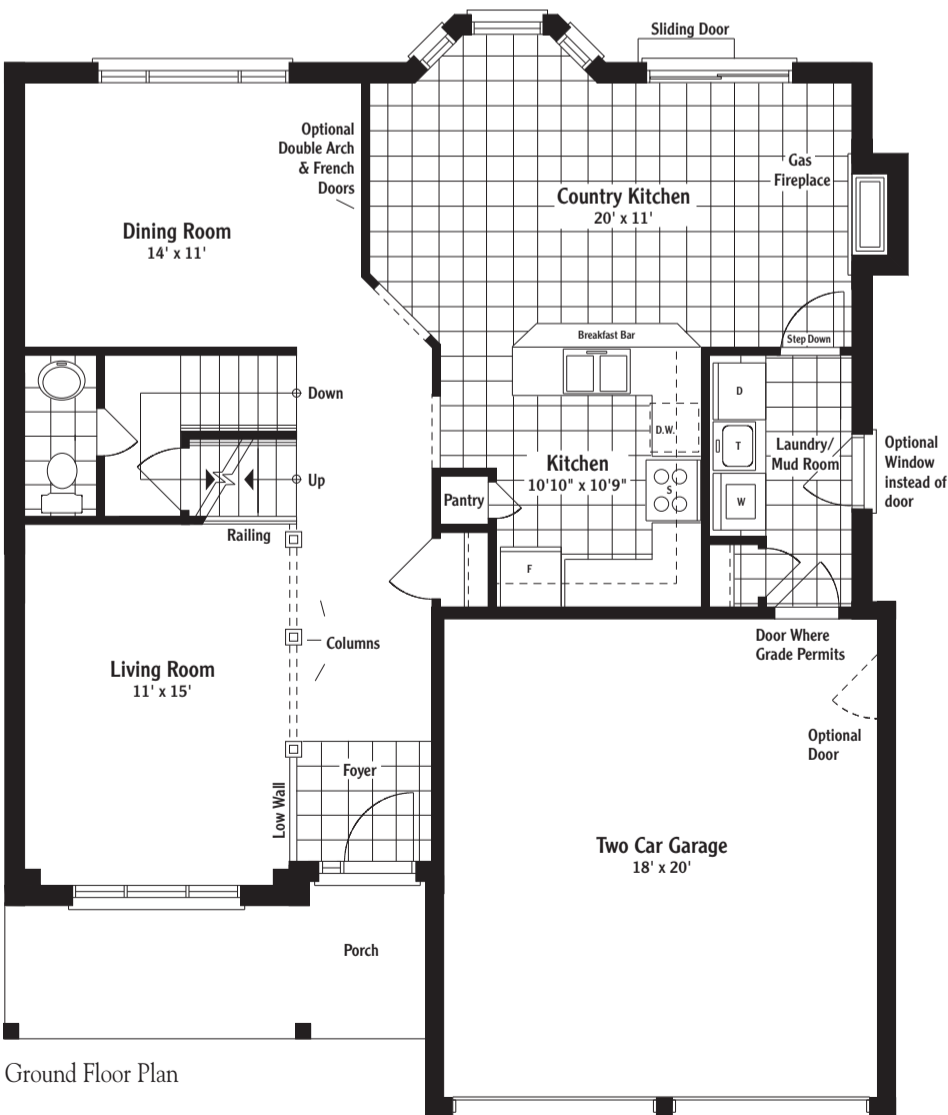 Sliding Door
Optional
Double Arch
& French
Doors
Gas
Fireplace
Country Kitchen
20' x 11'
Dining Room
14' x 11'
Breakfast Bar
Step Down
Down
D
D.W.
T
Laundry/
Mud Room
Optional
Window
instead of
door
Kitchen
10'10" x 10'9"
Up
S
Pantry
W
Railing
F
Columns
Door Where
Grade Permits
Living Room
11' x 15'
Optional
Door
Foyer
Low Wall
Two Car Garage
18' x 20'
Porch
Ground Floor Plan